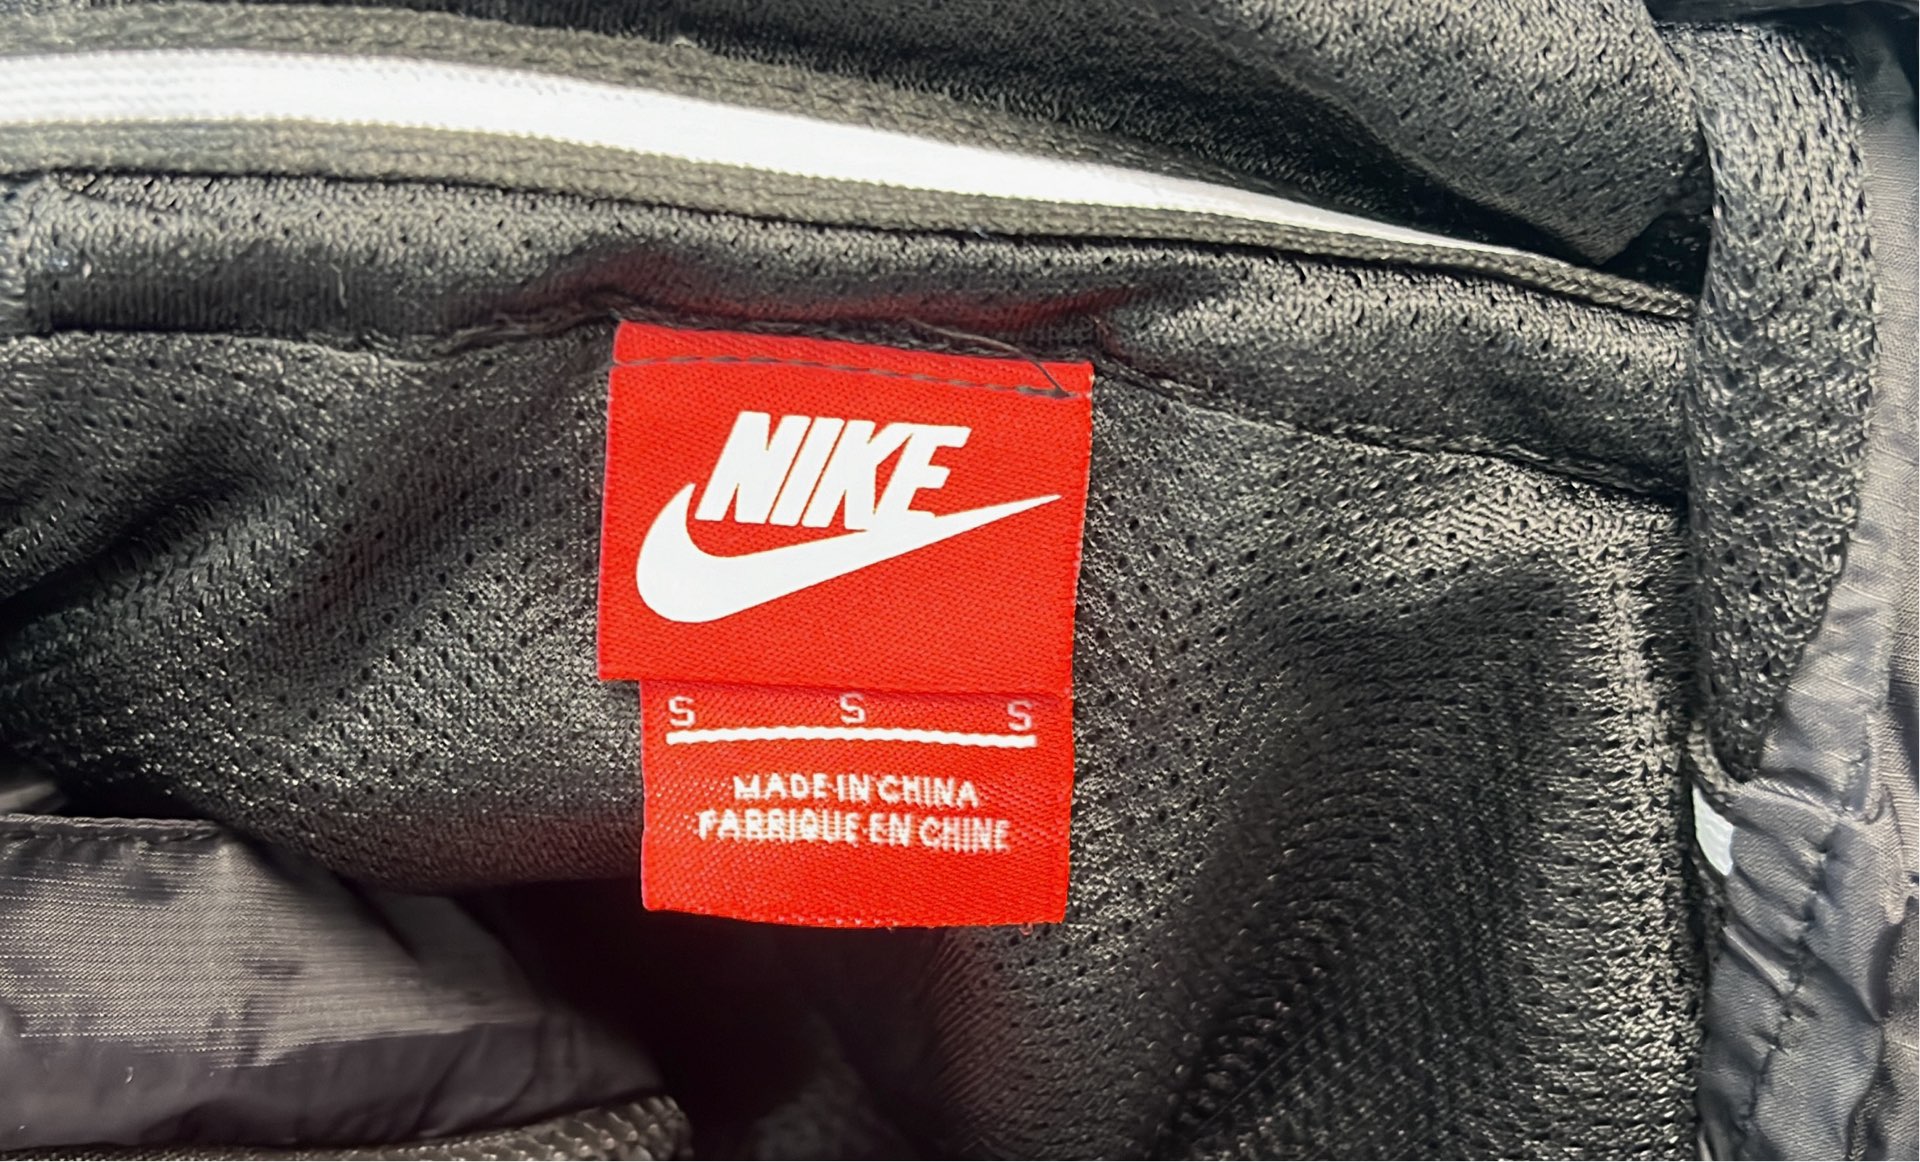 NIKE
S S S
MADE IN CHINA
FABRIQUE EN CHINE